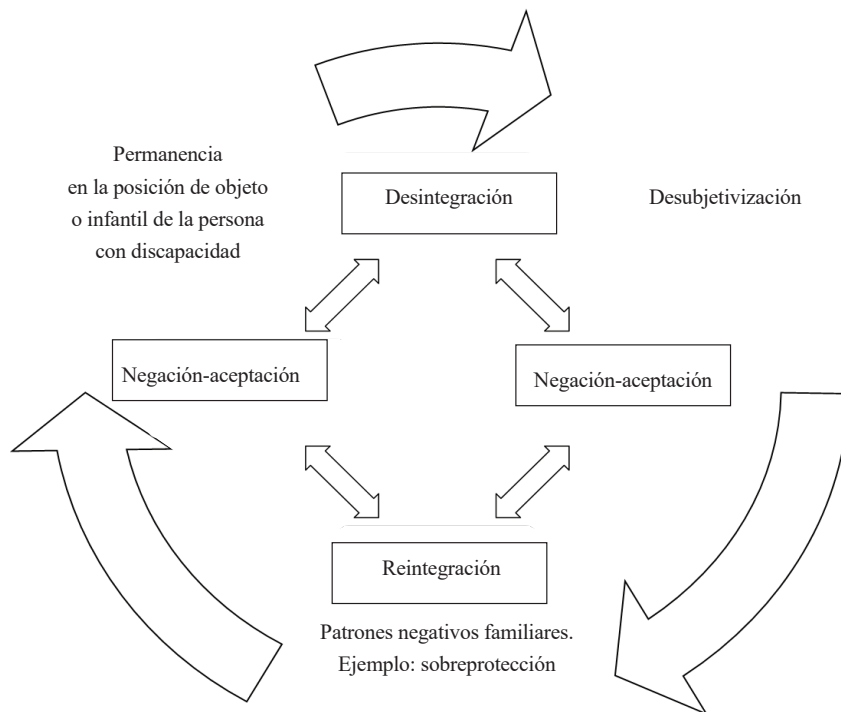 Permanencia
en la posición de objeto
o infantil de la persona
con discapacidad
Desintegración
Desubjetivización
Negación-aceptación
Negación-aceptación
Reintegración
Patrones negativos familiares.
Ejemplo: sobreprotección